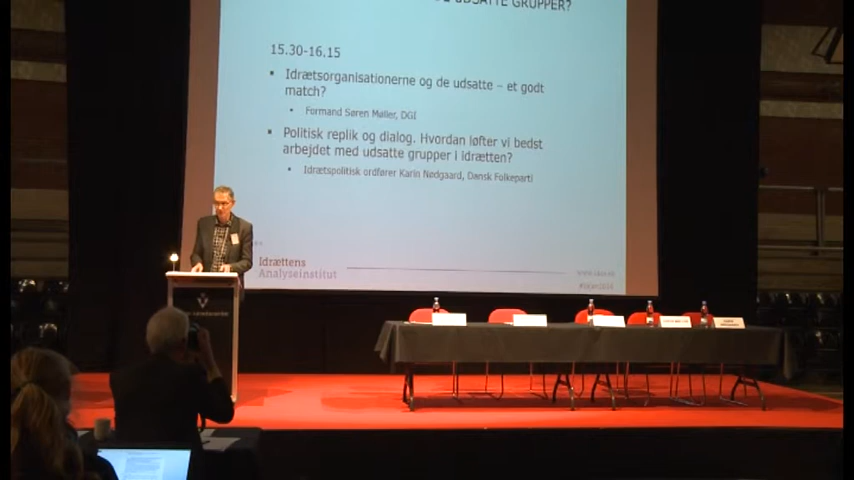 UDSATTE GRUPPER?
15.30-16.15
▪ Idrætsorganisationerne og de udsatte – et godt
match?
▪ Formand Søren Møller, DGI
▪ Politisk replik og dialog. Hvordan løfter vi bedst
arbejdet med udsatte grupper i idrætten?
▪ Idrætspolitisk ordfører Karin Nødgaard, Dansk Folkeparti
Idrættens
Analyseinstitut